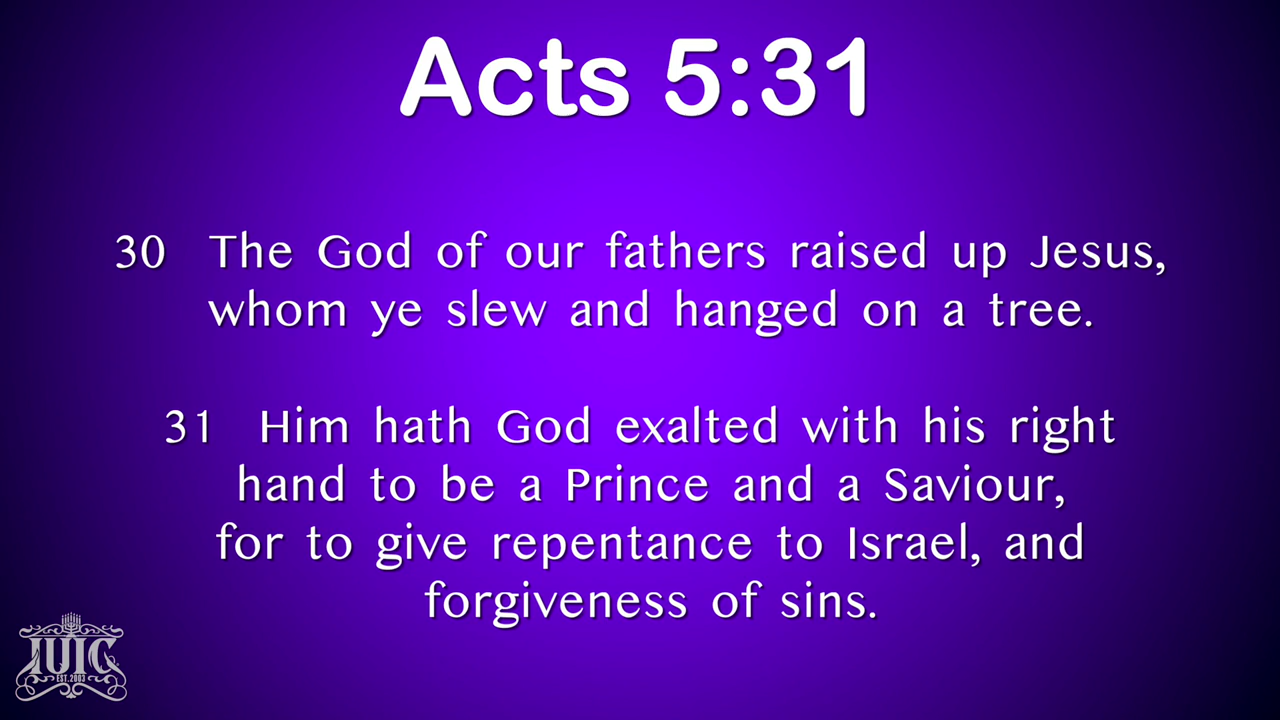 Acts 5:31
30 The God of our fathers raised up Jesus,
whom ye slew and hanged on a tree.
31 Him hath God exalted with his right
hand to be a Prince and a Saviour,
for to give repentance to Israel, and
forgiveness of sins.
IUIC
EST. 2003